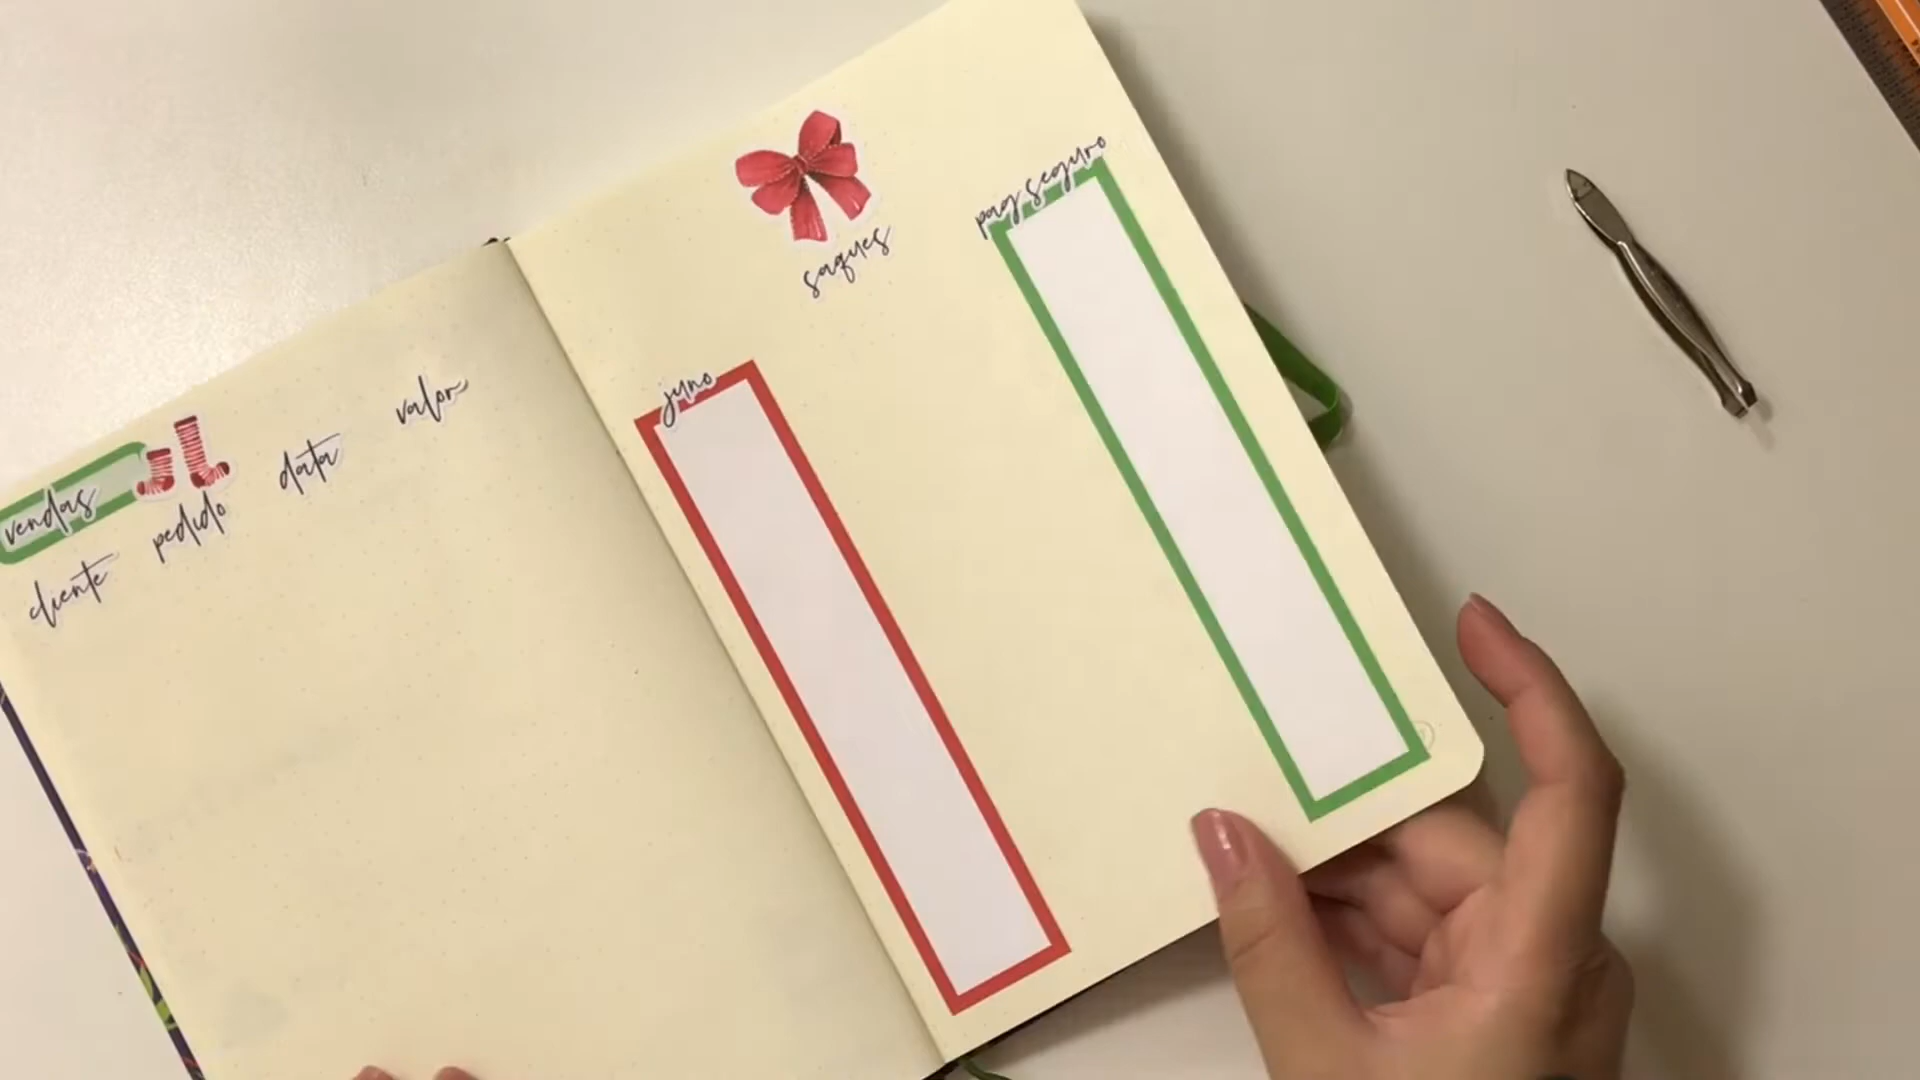 vendas
cliente pedido data valor
saques
juno
pag seguro